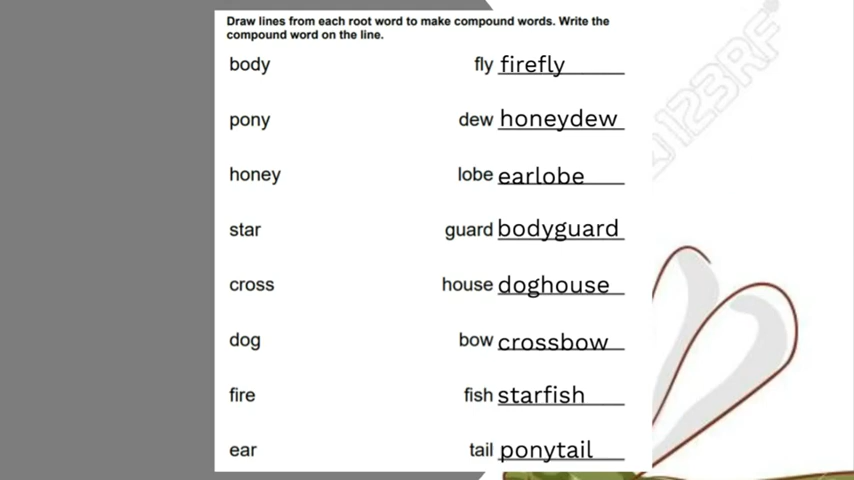 Draw lines from each root word to make compound words. Write the
compound word on the line.
body fly firefly
pony dew honeydew
honey lobe earlobe
star guard bodyguard
cross house doghouse
dog bow crossbow
fire fish starfish
ear tail ponytail
123RF